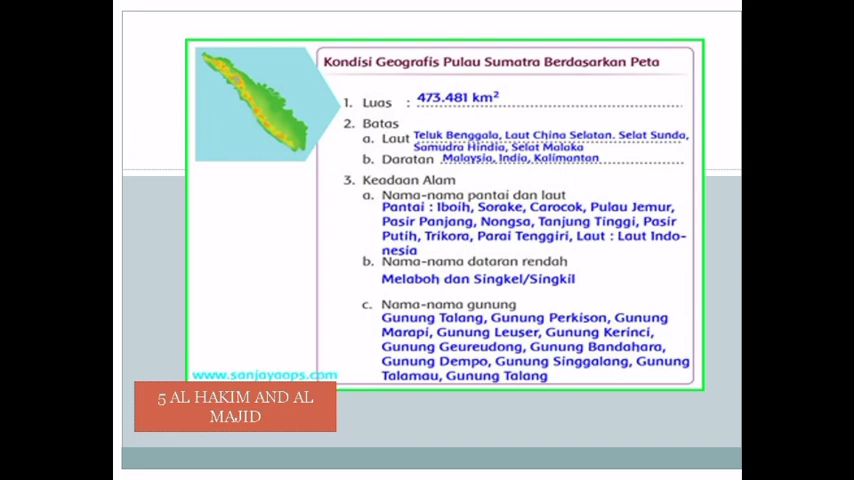 Kondisi Geografis Pulau Sumatra Berdasarkan Peta
1. Luas : 473.481 km²
2. Batas
a. Laut Teluk Benggala, Laut China Selatan. Selat Sunda,
Samudra Hindia, Selat Malaka
b. Daratan Malaysia, India, Kalimantan
3. Keadaan Alam
a. Nama-nama pantai dan laut
Pantai : Iboih, Sorake, Carocok, Pulau Jemur,
Pasir Panjang, Nongsa, Tanjung Tinggi, Pasir
Putih, Trikora, Parai Tenggiri, Laut : Laut Indo-
nesia
b. Nama-nama dataran rendah
Melaboh dan Singkel/Singkil
c. Nama-nama gunung
Gunung Talang, Gunung Perkison, Gunung
Marapi, Gunung Leuser, Gunung Kerinci,
Gunung Geureudong, Gunung Bandahara,
Gunung Dempo, Gunung Singgalang, Gunung
Talamau, Gunung Talang
www.sanjayaops.com
5 AL HAKIM AND AL
MAJID